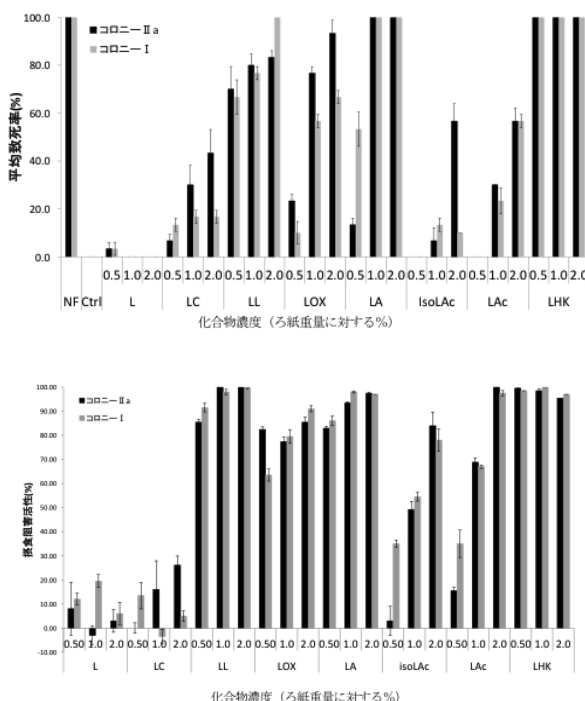 100.0
80.0
60.0
40.0
20.0
0.0
平均致死率(%)
コロニーⅡa
コロニーⅠ
0.5 1.0 2.0 0.5 1.0 2.0 0.5 1.0 2.0 0.5 1.0 2.0 0.5 1.0 2.0 0.5 1.0 2.0 0.5 1.0 2.0 0.5 1.0 2.0
NF Ctrl L LC LL LOX LA IsoLAc LAc LHK
化合物濃度（ろ紙重量に対する%）
100.00
90.00
80.00
70.00
60.00
50.00
40.00
30.00
20.00
10.00
0.00
-10.00
摂食阻害活性(%)
コロニーⅡa
コロニーⅠ
0.50 1.0 2.0 0.50 1.0 2.0 0.50 1.0 2.0 0.50 1.0 2.0 0.50 1.0 2.0 0.50 1.0 2.0 0.50 1.0 2.0 0.50 1.0 2.0
L LC LL LOX LA isoLAc LAc LHK
化合物濃度（ろ紙重量に対する%）